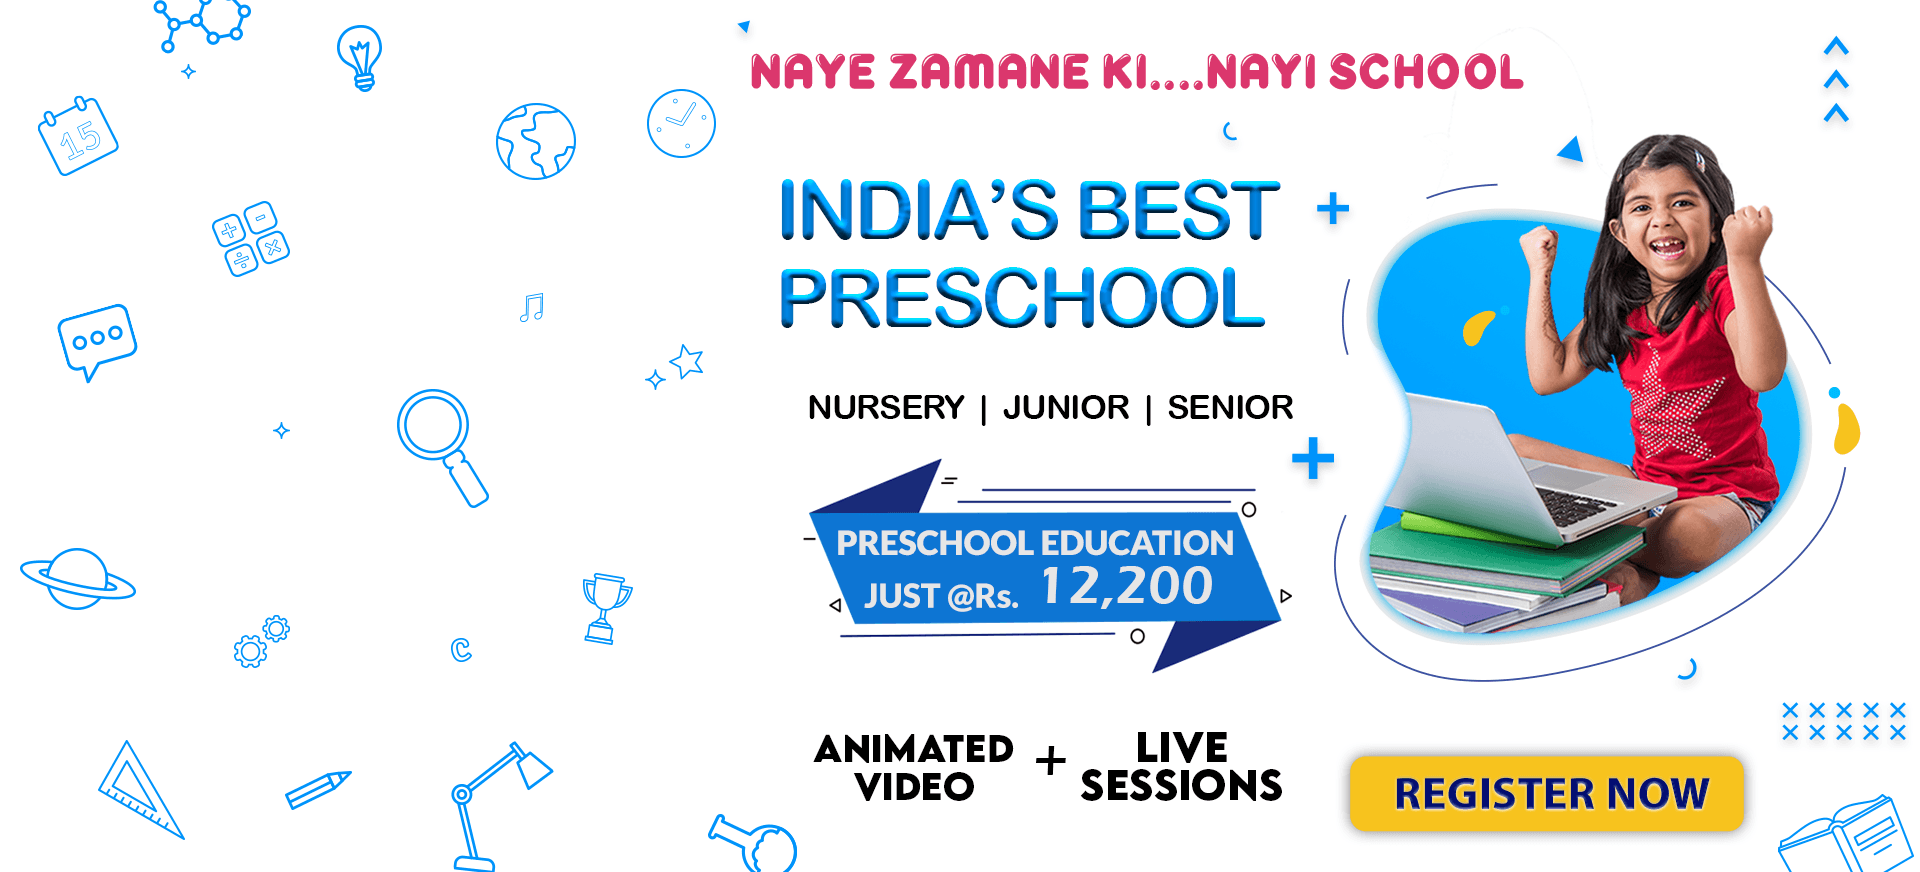 NAYE ZAMANE KI....NAYI SCHOOL
15
INDIA'S BEST
PRESCHOOL
NURSERY | JUNIOR | SENIOR
PRESCHOOL EDUCATION
JUST @Rs. 12,200
C
ANIMATED
VIDEO
+
LIVE
SESSIONS
REGISTER NOW